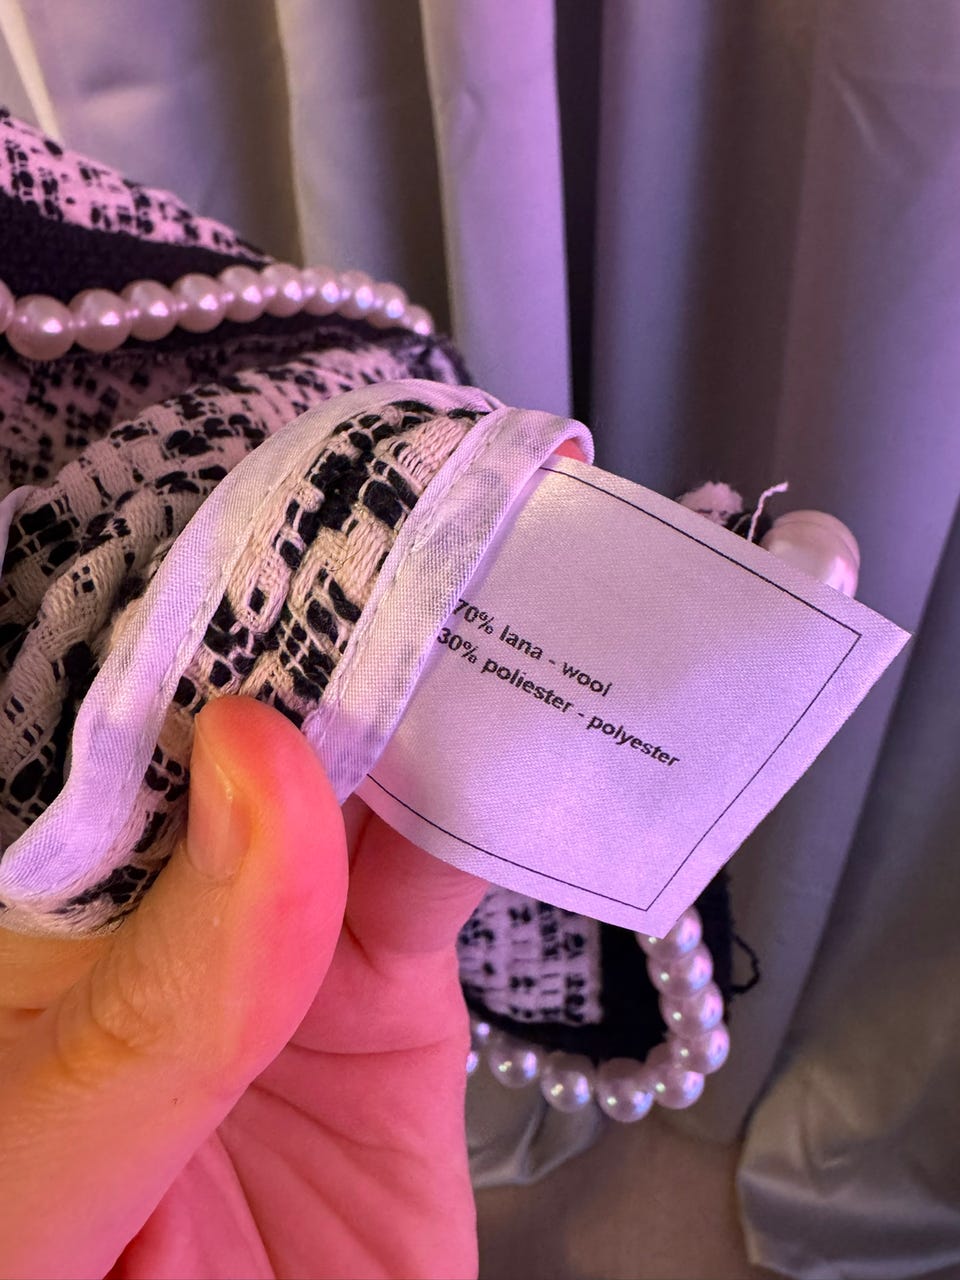 70% lana - wool
30% poliester - polyester